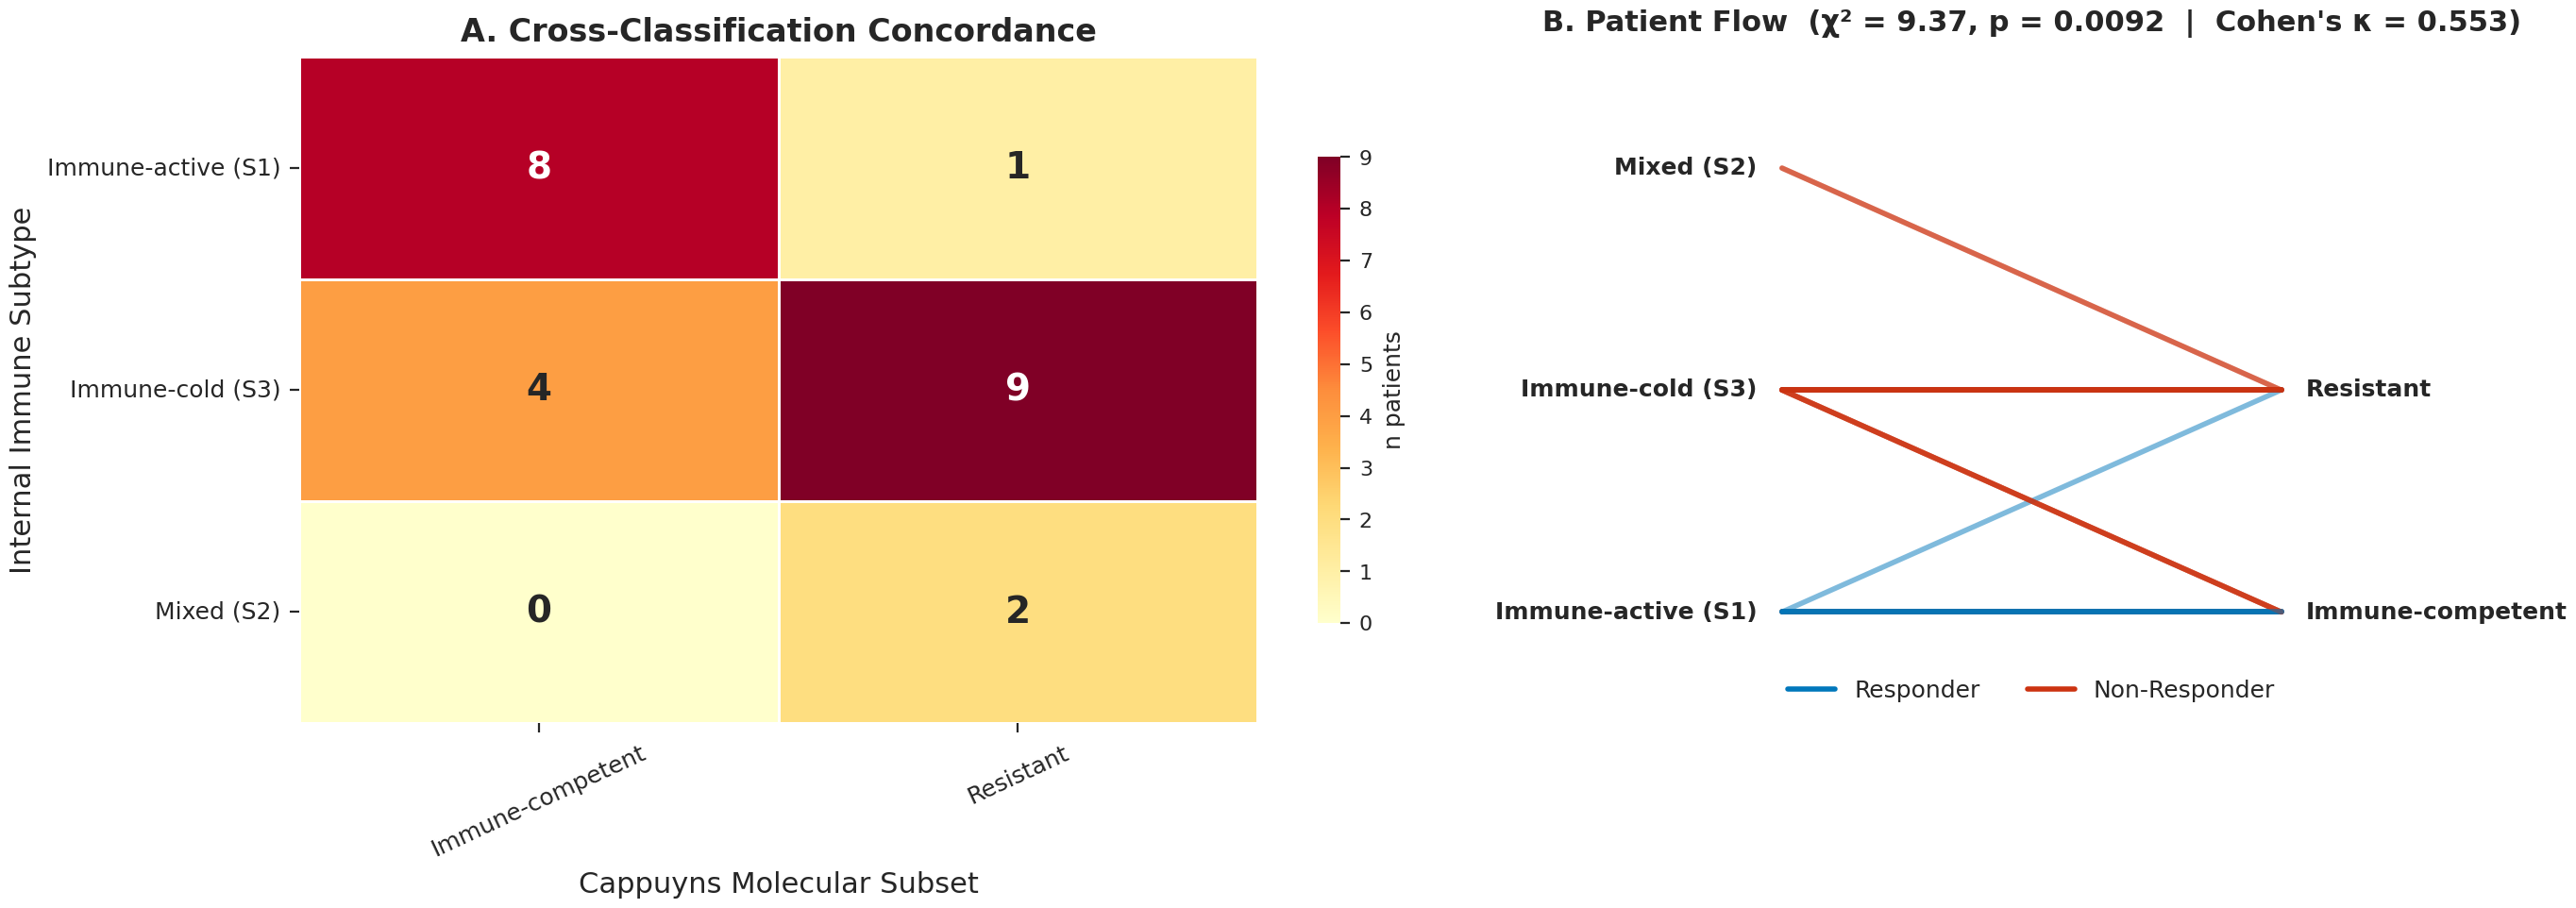 A. Cross-Classification Concordance
Internal Immune Subtype
Immune-active (S1)
8
1
Immune-cold (S3)
4
9
Mixed (S2)
0
2
Immune-competent
Resistant
Cappuyns Molecular Subset
9
8
7
6
5
4
3
2
1
0
n patients
B. Patient Flow (χ² = 9.37, p = 0.0092 | Cohen's κ = 0.553)
Mixed (S2)
Immune-cold (S3)
Resistant
Immune-active (S1)
Immune-competent
Responder
Non-Responder